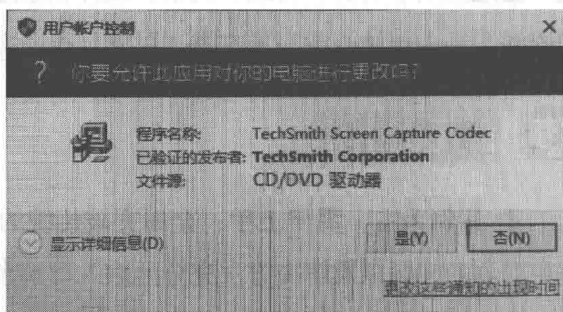 用户帐户控制
你要允许此应用对你的电脑进行更改吗?
程序名称: TechSmith Screen Capture Codec
已验证的发布者: TechSmith Corporation
文件源: CD/DVD 驱动器
显示详细信息(D)
是(Y) 否(N)
更改这些通知的出现时间